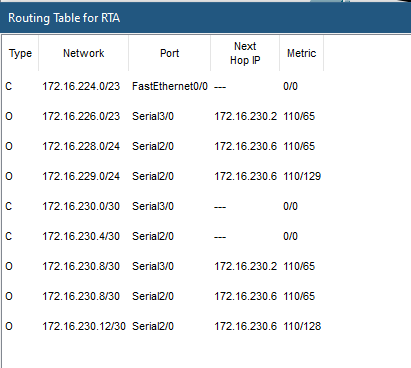 Routing Table for RTA
Type Network Port Next Hop IP Metric
C 172.16.224.0/23 FastEthernet0/0 --- 0/0
O 172.16.226.0/23 Serial3/0 172.16.230.2 110/65
O 172.16.228.0/24 Serial2/0 172.16.230.6 110/65
O 172.16.229.0/24 Serial2/0 172.16.230.6 110/129
C 172.16.230.0/30 Serial3/0 --- 0/0
C 172.16.230.4/30 Serial2/0 --- 0/0
O 172.16.230.8/30 Serial3/0 172.16.230.2 110/65
O 172.16.230.8/30 Serial2/0 172.16.230.6 110/65
O 172.16.230.12/30 Serial2/0 172.16.230.6 110/128